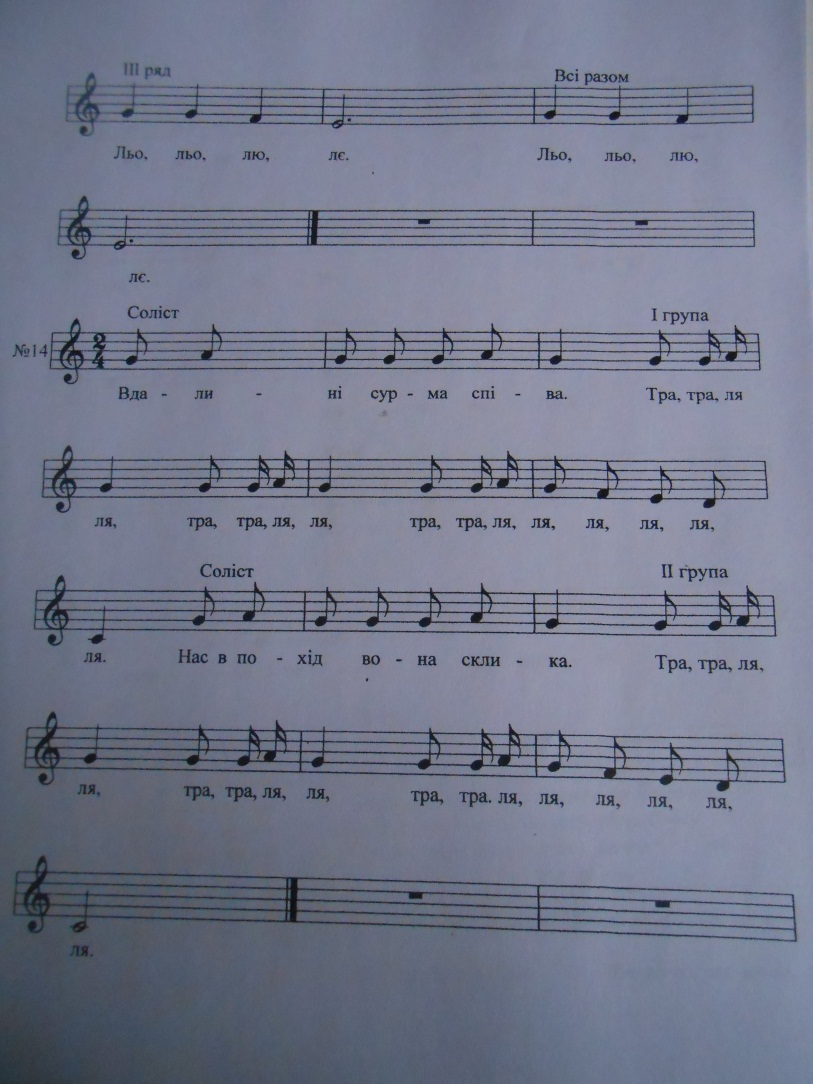 III ряд Всі разом
Льо, льо, лю, лє. Льо, льо, лю,
лє.
Соліст І група
№14
2
4
Вда - ли - ні сур - ма спі - ва. Тра, тра, ля
ля, тра, тра, ля, ля, тра, тра, ля, ля, ля, ля, ля,
Соліст ІІ група
ля. Нас в по - хід во - на скли - ка. Тра, тра, ля,
ля, тра, тра, ля, ля, тра, тра. ля, ля, ля, ля, ля,
ля.